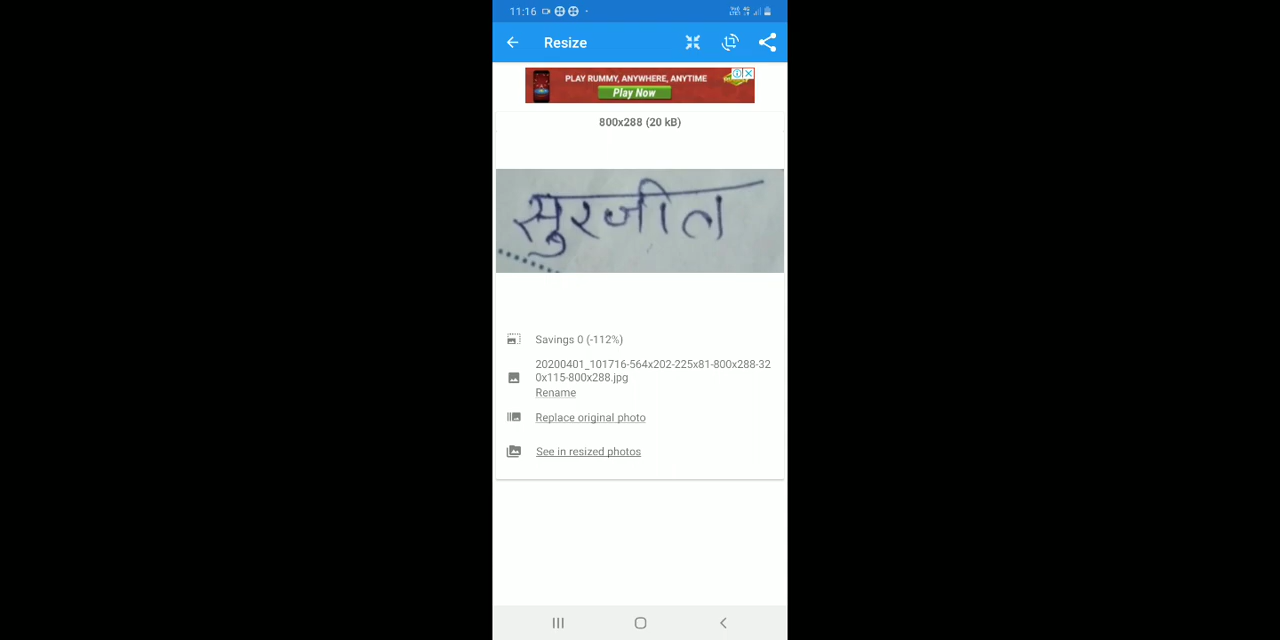 11:16
Resize
PLAY RUMMY, ANYWHERE, ANYTIME
Play Now
800x288 (20 kB)
सुरजीत
Savings 0 (-112%)
20200401_101716-564x202-225x81-800x288-32
0x115-800x288.jpg
Rename
Replace original photo
See in resized photos